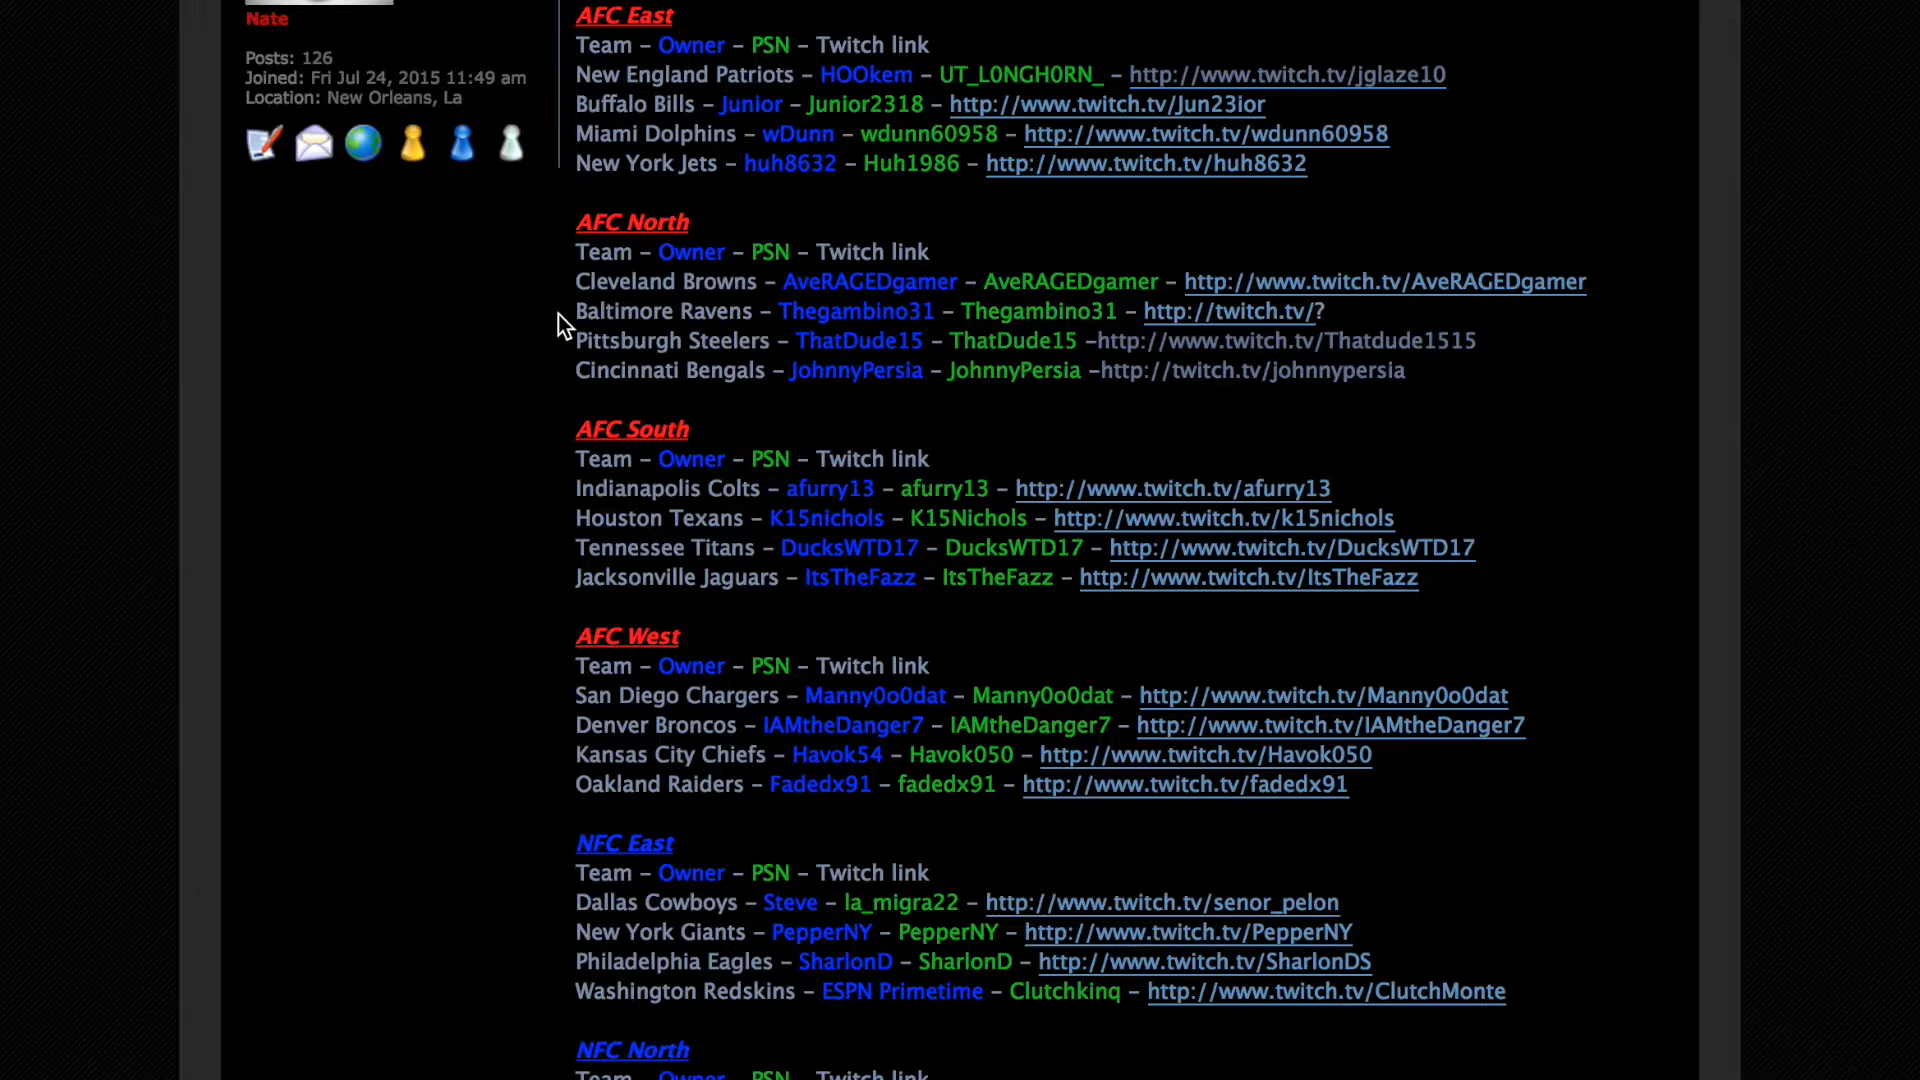 Nate
Posts: 126
Joined: Fri Jul 24, 2015 11:49 am
Location: New Orleans, La
AFC East
Team – Owner – PSN – Twitch link
New England Patriots – HOOkem – UT_L0NGH0RN_ – http://www.twitch.tv/jglaze10
Buffalo Bills – Junior – Junior2318 – http://www.twitch.tv/Jun23ior
Miami Dolphins – wDunn – wdunn60958 – http://www.twitch.tv/wdunn60958
New York Jets – huh8632 – Huh1986 – http://www.twitch.tv/huh8632
AFC North
Team – Owner – PSN – Twitch link
Cleveland Browns – AveRAGEDgamer – AveRAGEDgamer – http://www.twitch.tv/AveRAGEDgamer
Baltimore Ravens – Thegambino31 – Thegambino31 – http://twitch.tv/?
Pittsburgh Steelers – ThatDude15 – ThatDude15 –http://www.twitch.tv/Thatdude1515
Cincinnati Bengals – JohnnyPersia – JohnnyPersia –http://twitch.tv/johnnypersia
AFC South
Team – Owner – PSN – Twitch link
Indianapolis Colts – afurry13 – afurry13 – http://www.twitch.tv/afurry13
Houston Texans – K15nichols – K15Nichols – http://www.twitch.tv/k15nichols
Tennessee Titans – DucksWTD17 – DucksWTD17 – http://www.twitch.tv/DucksWTD17
Jacksonville Jaguars – ItsTheFazz – ItsTheFazz – http://www.twitch.tv/ItsTheFazz
AFC West
Team – Owner – PSN – Twitch link
San Diego Chargers – Manny0o0dat – Manny0o0dat – http://www.twitch.tv/Manny0o0dat
Denver Broncos – IAMtheDanger7 – IAMtheDanger7 – http://www.twitch.tv/IAMtheDanger7
Kansas City Chiefs – Havok54 – Havok050 – http://www.twitch.tv/Havok050
Oakland Raiders – Fadedx91 – fadedx91 – http://www.twitch.tv/fadedx91
NFC East
Team – Owner – PSN – Twitch link
Dallas Cowboys – Steve – la_migra22 – http://www.twitch.tv/senor_pelon
New York Giants – PepperNY – PepperNY – http://www.twitch.tv/PepperNY
Philadelphia Eagles – SharlonD – SharlonD – http://www.twitch.tv/SharlonDS
Washington Redskins – ESPN Primetime – Clutchkinq – http://www.twitch.tv/ClutchMonte
NFC North
Team – Owner – PSN – Twitch link